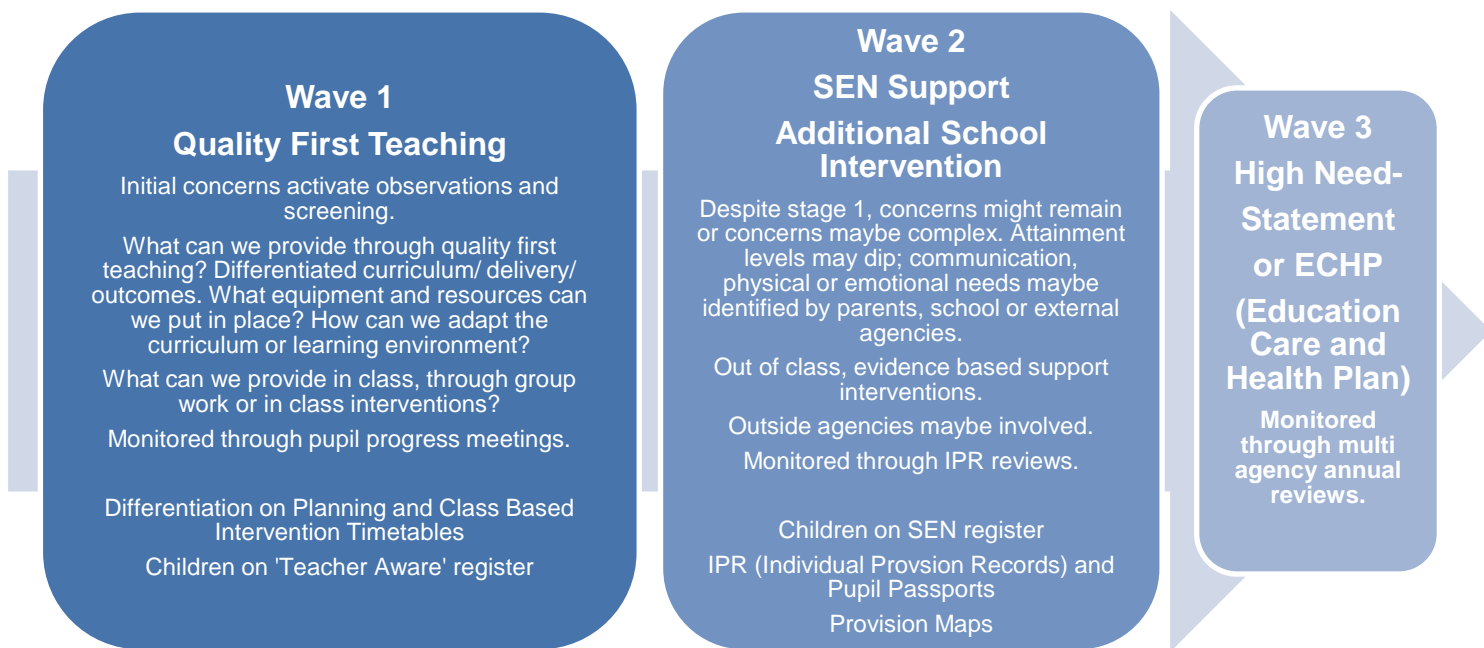 Wave 1
Quality First Teaching
Initial concerns activate observations and
screening.
What can we provide through quality first
teaching? Differentiated curriculum/ delivery/
outcomes. What equipment and resources can
we put in place? How can we adapt the
curriculum or learning environment?
What can we provide in class, through group
work or in class interventions?
Monitored through pupil progress meetings.
Differentiation on Planning and Class Based
Intervention Timetables
Children on 'Teacher Aware' register
Wave 2
SEN Support
Additional School
Intervention
Despite stage 1, concerns might remain
or concerns maybe complex. Attainment
levels may dip; communication,
physical or emotional needs maybe
identified by parents, school or external
agencies.
Out of class, evidence based support
interventions.
Outside agencies maybe involved.
Monitored through IPR reviews.
Children on SEN register
IPR (Individual Provsion Records) and
Pupil Passports
Provision Maps
Wave 3
High Need-
Statement
or ECHP
(Education
Care and
Health Plan)
Monitored
through multi
agency annual
reviews.